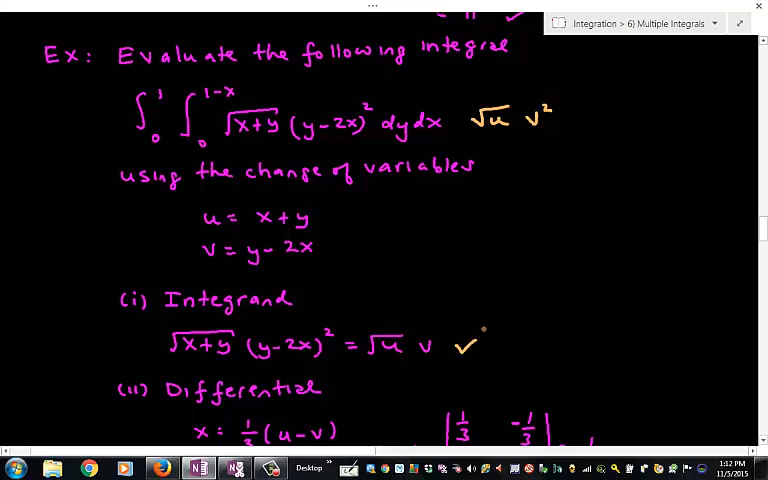 Integration > 6) Multiple Integrals
Ex: Evaluate the following integral
∫₀¹ ∫₀^{1-x} √(x+y) (y-2x)² dy dx √u v²
using the change of variables
u = x+y
v = y-2x
(i) Integrand
√(x+y) (y-2x)² = √u v ✓
(ii) Differential
x = 1/3 (u-v) | 1/3 -1/3 |
Desktop
1:12 PM
11/5/2015